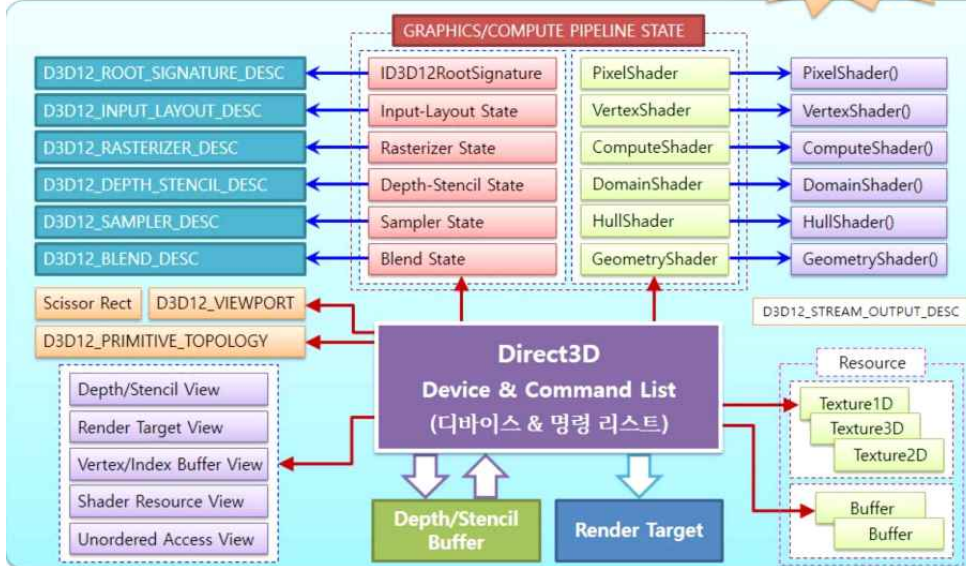 GRAPHICS/COMPUTE PIPELINE STATE
D3D12_ROOT_SIGNATURE_DESC
ID3D12RootSignature
PixelShader
PixelShader()
D3D12_INPUT_LAYOUT_DESC
Input-Layout State
VertexShader
VertexShader()
D3D12_RASTERIZER_DESC
Rasterizer State
ComputeShader
ComputeShader()
D3D12_DEPTH_STENCIL_DESC
Depth-Stencil State
DomainShader
DomainShader()
D3D12_SAMPLER_DESC
Sampler State
HullShader
HullShader()
D3D12_BLEND_DESC
Blend State
GeometryShader
GeometryShader()
Scissor Rect
D3D12_VIEWPORT
D3D12_STREAM_OUTPUT_DESC
D3D12_PRIMITIVE_TOPOLOGY
Direct3D
Device & Command List
(디바이스 & 명령 리스트)
Depth/Stencil View
Render Target View
Vertex/Index Buffer View
Shader Resource View
Unordered Access View
Resource
Texture1D
Texture3D
Texture2D
Buffer
Buffer
Depth/Stencil
Buffer
Render Target